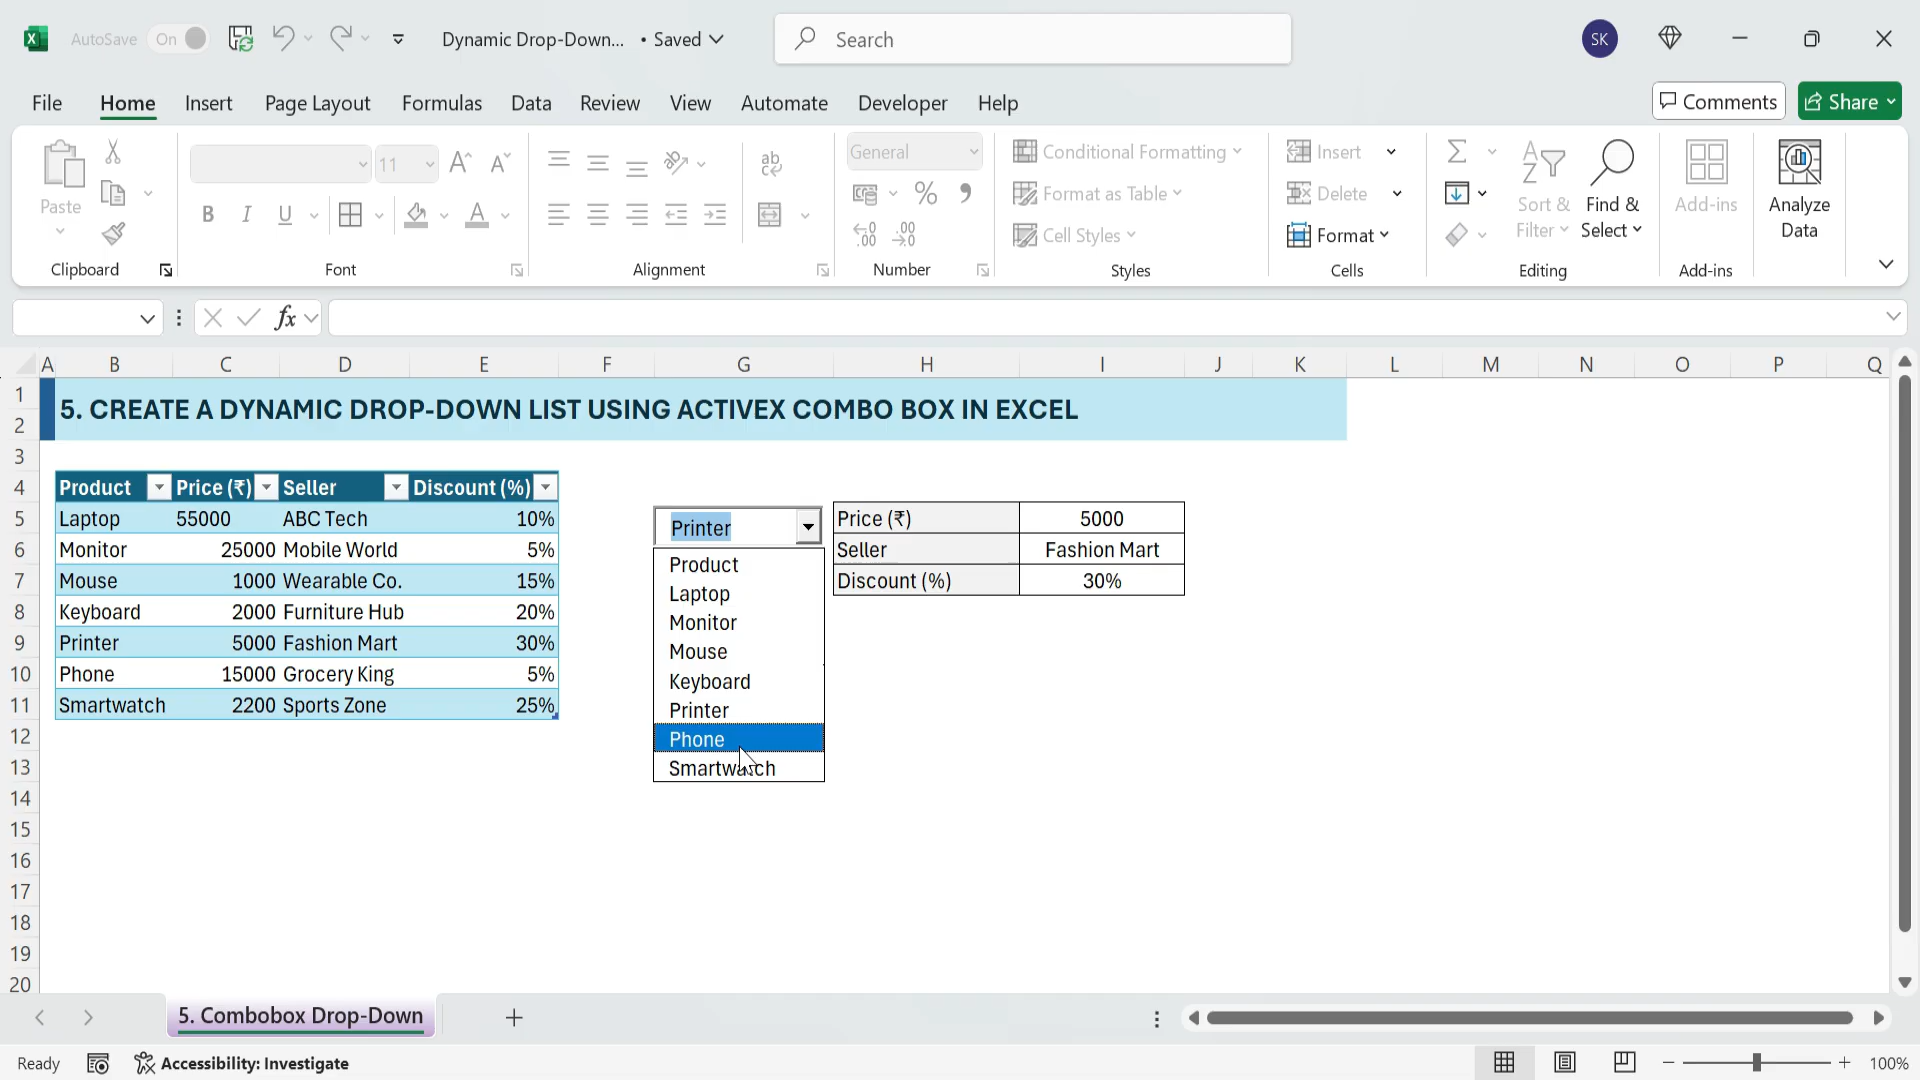 AutoSave On Dynamic Drop-Down... • Saved Search SK
File Home Insert Page Layout Formulas Data Review View Automate Developer Help Comments Share
Paste 11 General Conditional Formatting Insert
Format as Table Delete Sort & Find & Add-ins Analyze
B I U Cell Styles Format Filter Select Data
Clipboard Font Alignment Number Styles Cells Editing Add-ins
fx
A B C D E F G H I J K L M N O P Q
1
5. CREATE A DYNAMIC DROP-DOWN LIST USING ACTIVEX COMBO BOX IN EXCEL
2
3
4 Product Price (₹) Seller Discount (%)
5 Laptop 55000 ABC Tech 10% Printer Price (₹) 5000
6 Monitor 25000 Mobile World 5% Product Seller Fashion Mart
7 Mouse 1000 Wearable Co. 15% Laptop Discount (%) 30%
8 Keyboard 2000 Furniture Hub 20% Monitor
9 Printer 5000 Fashion Mart 30% Mouse
10 Phone 15000 Grocery King 5% Keyboard
11 Smartwatch 2200 Sports Zone 25% Printer
12 Phone
13 Smartwatch
14
15
16
17
18
19
20
5. Combobox Drop-Down
Ready Accessibility: Investigate 100%